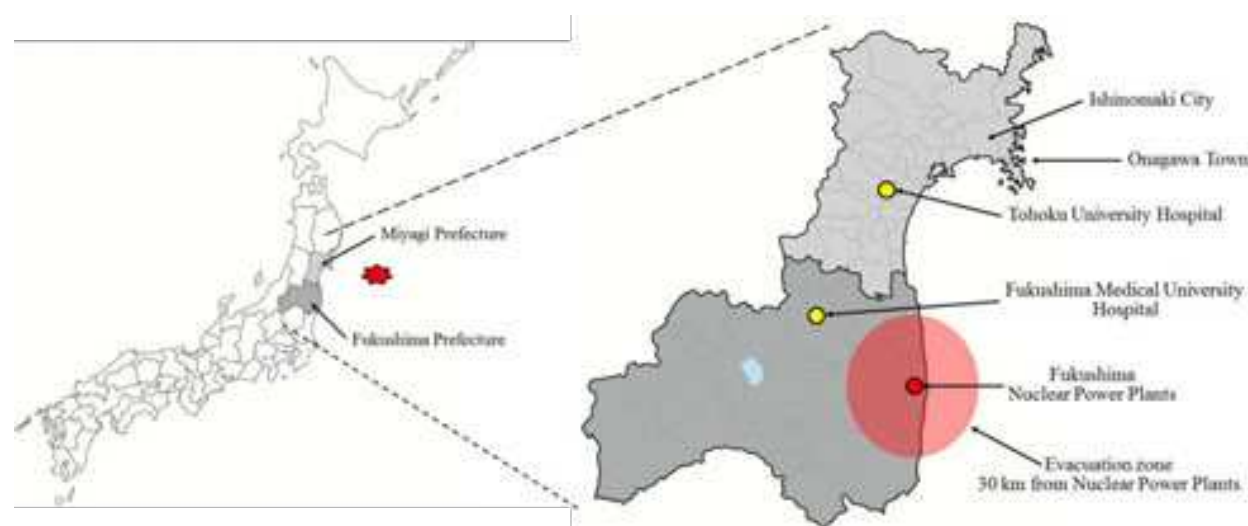 Miyagi Prefecture
Fukushima Prefecture
Ishinomaki City
Onagawa Town
Tohoku University Hospital
Fukushima Medical University
Hospital
Fukushima
Nuclear Power Plants
Evacuation zone
30 km from Nuclear Power Plants